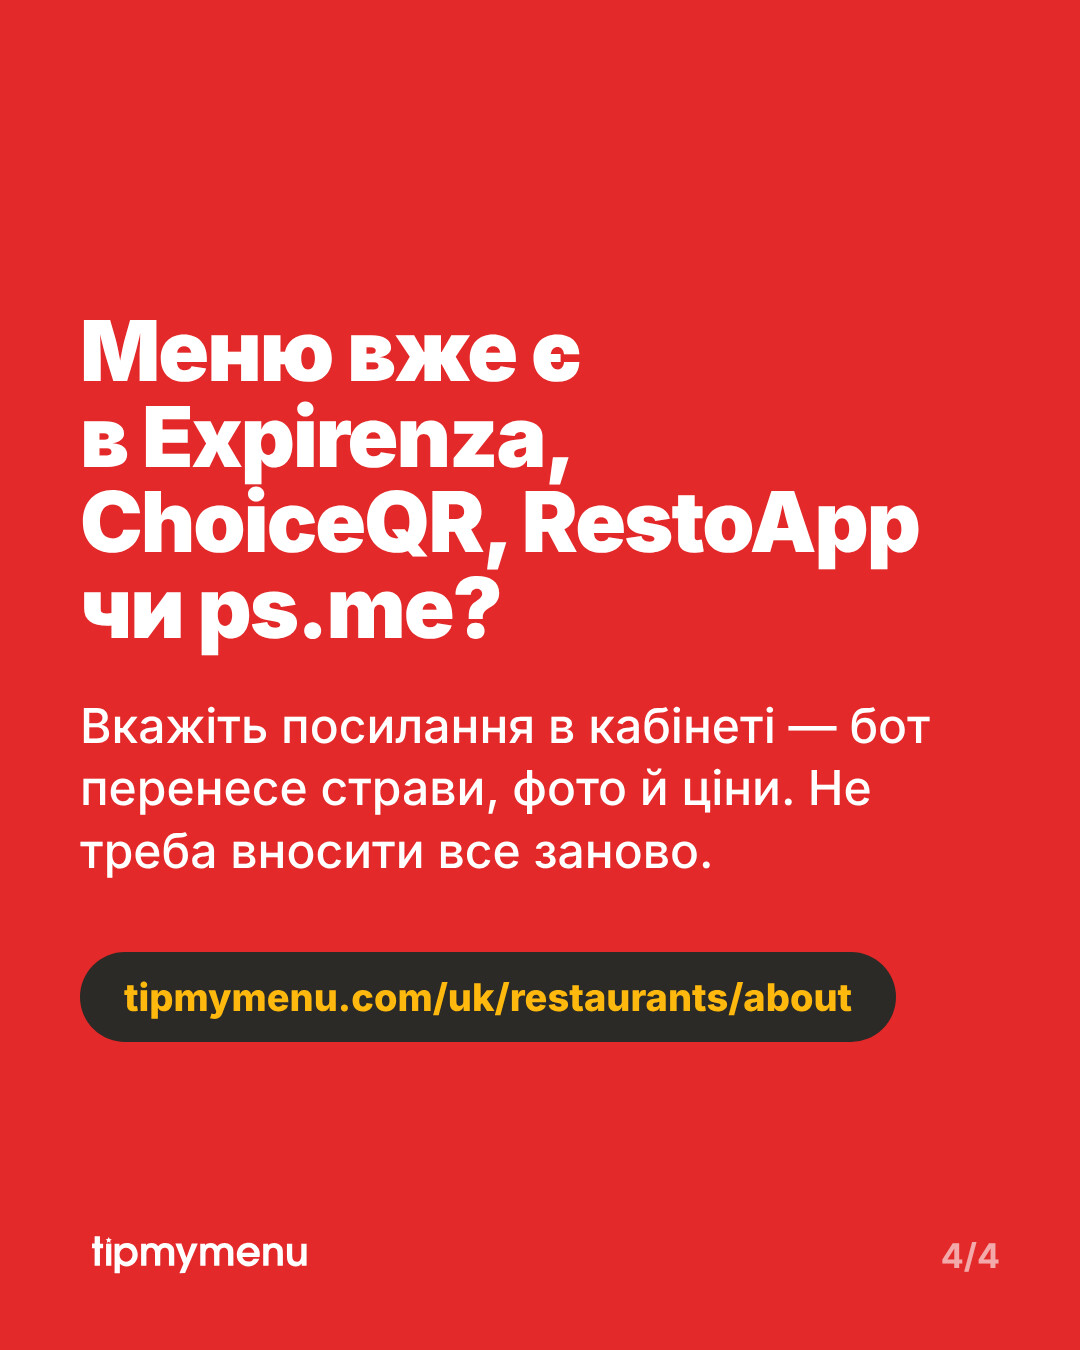 Меню вже є
в Expirenza,
ChoiceQR, RestoApp
чи ps.me?
Вкажіть посилання в кабінеті — бот
перенесе страви, фото й ціни. Не
треба вносити все заново.
tipmymenu.com/uk/restaurants/about
tipmymenu
4/4